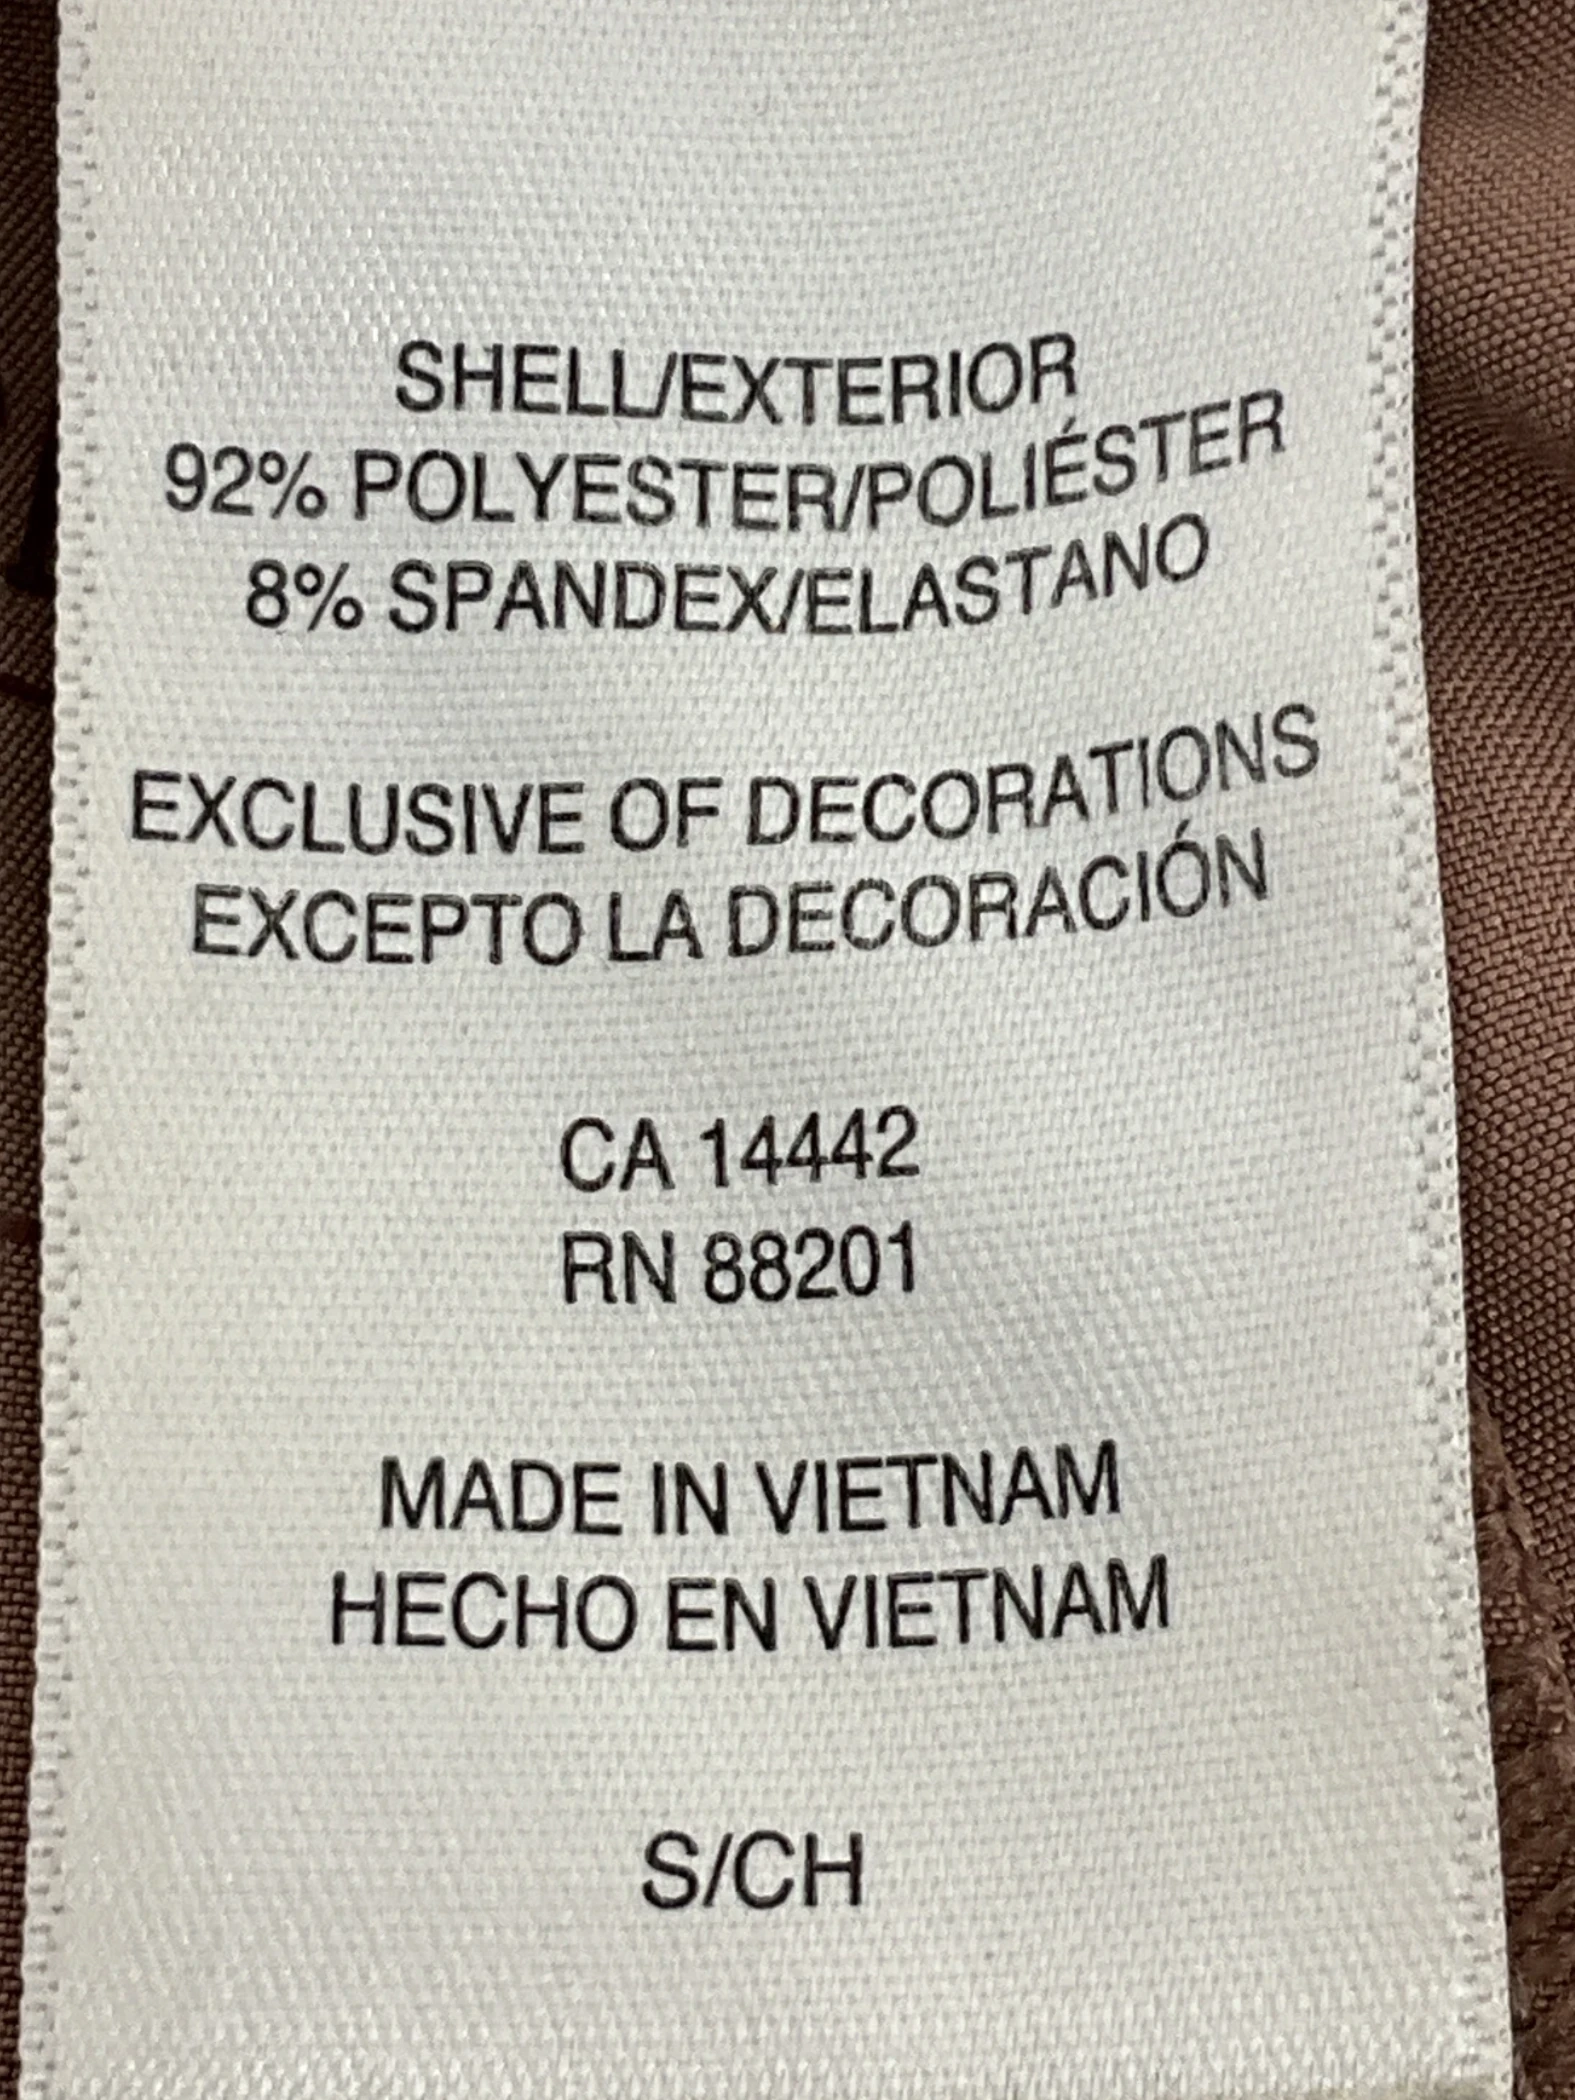 SHELL/EXTERIOR
92% POLYESTER/POLIÉSTER
8% SPANDEX/ELASTANO
EXCLUSIVE OF DECORATIONS
EXCEPTO LA DECORACIÓN
CA 14442
RN 88201
MADE IN VIETNAM
HECHO EN VIETNAM
S/CH